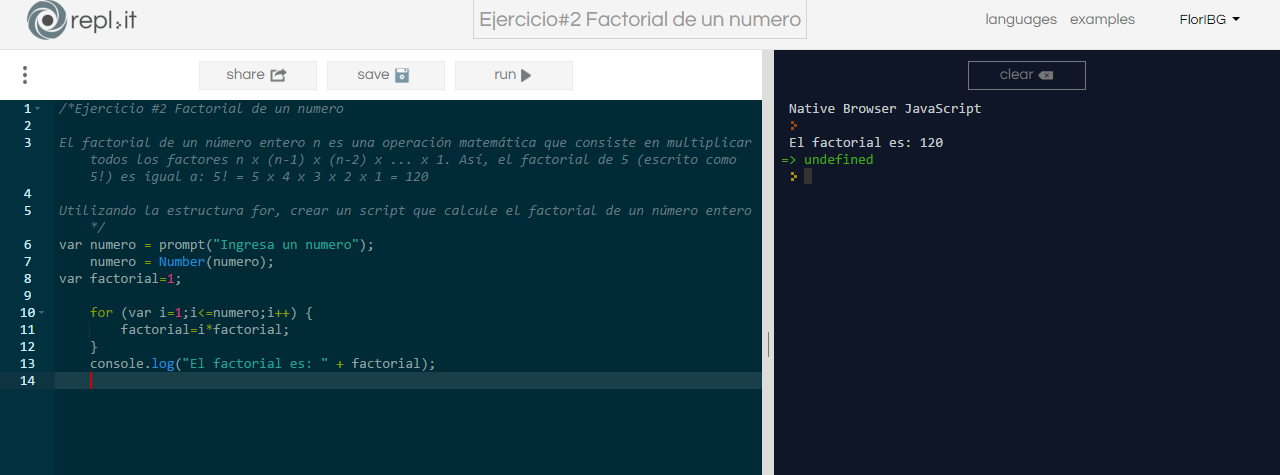 repl.it
Ejercicio#2 Factorial de un numero
languages examples FlorIBG
share save run
clear
1 /*Ejercicio #2 Factorial de un numero
2
3 El factorial de un número entero n es una operación matemática que consiste en multiplicar
todos los factores n x (n-1) x (n-2) x ... x 1. Así, el factorial de 5 (escrito como
5!) es igual a: 5! = 5 x 4 x 3 x 2 x 1 = 120
4
5 Utilizando la estructura for, crear un script que calcule el factorial de un número entero
*/
6 var numero = prompt("Ingresa un numero");
7 numero = Number(numero);
8 var factorial=1;
9
10 for (var i=1;i<=numero;i++) {
11 factorial=i*factorial;
12 }
13 console.log("El factorial es: " + factorial);
14
Native Browser JavaScript
El factorial es: 120
=> undefined